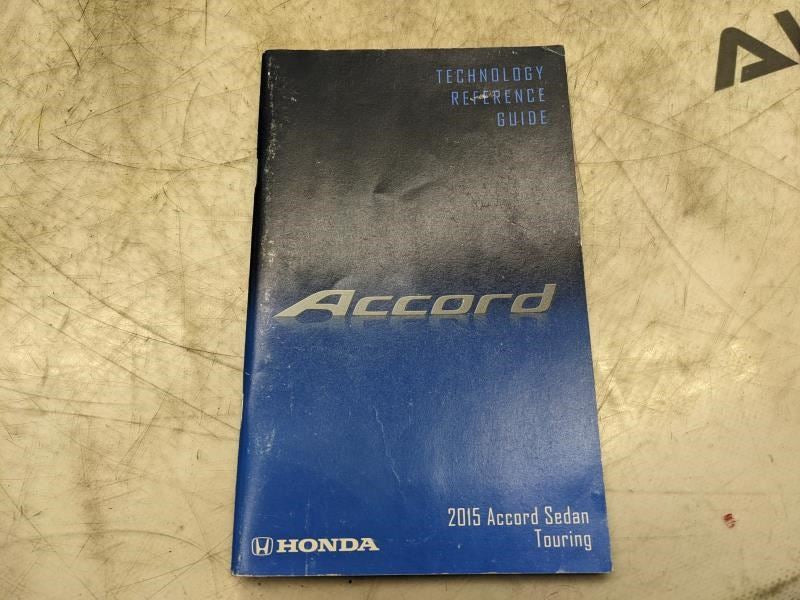 TECHNOLOGY
REFERENCE
GUIDE
Accord
2015 Accord Sedan
Touring
HONDA